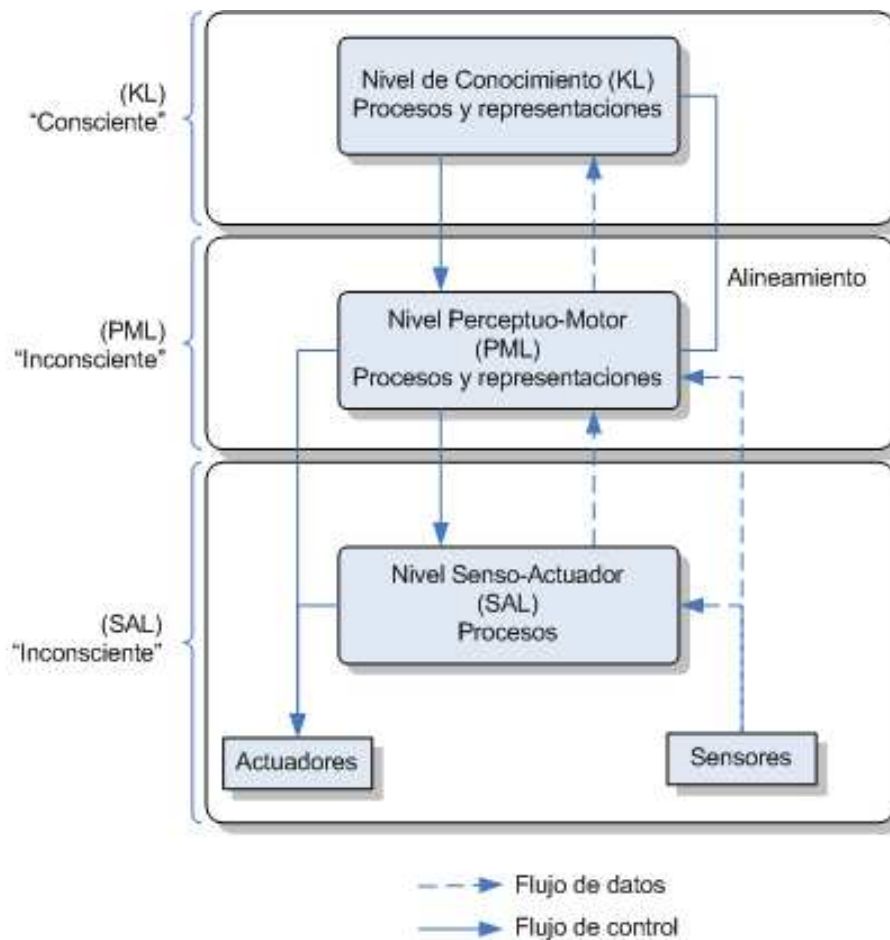 Nivel de Conocimiento (KL)
Procesos y representaciones
(KL)
“Consciente”
Alineamiento
Nivel Perceptuo-Motor
(PML)
Procesos y representaciones
(PML)
“Inconsciente”
Nivel Senso-Actuador
(SAL)
Procesos
(SAL)
“Inconsciente”
Actuadores
Sensores
Flujo de datos
Flujo de control